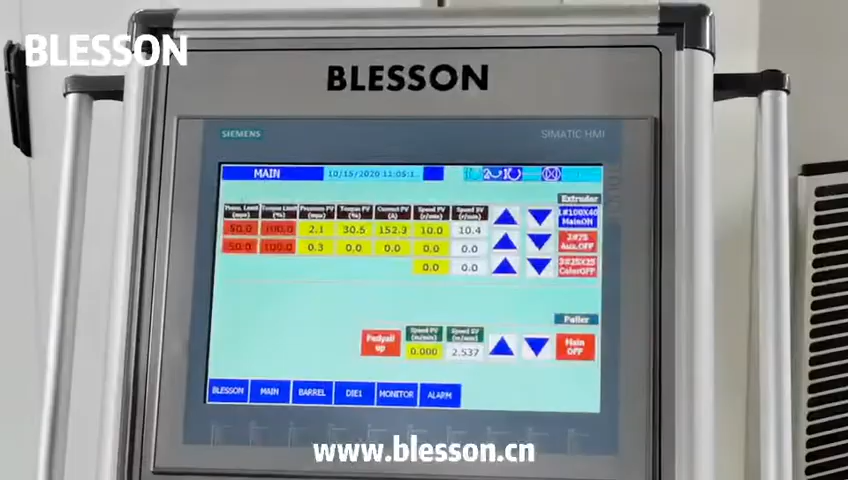 BLESSON
BLESSON
SIEMENS
SIMATIC HMI
MAIN
10/15/2020 11:05:1
Extruder
Pres. Limit (mpa) Torque Limit (%) Pressure PV (mpa) Torque PV (%) Current PV (A) Speed PV (r/min) Speed SV (r/min)
50.0 100.0 2.1 30.5 152.3 10.0 10.4
1#100X40 MainON
50.0 100.0 0.3 0.0 0.0 0.0 0.0
2#75 Aux.OFF
0.0 0.0
3#25X25 ColorOFF
Puller
Speed PV (m/min) Speed SV (m/min)
up
0.000 2.537
Main OFF
BLESSON MAIN BARREL DIE1 MONITOR ALARM
www.blesson.cn